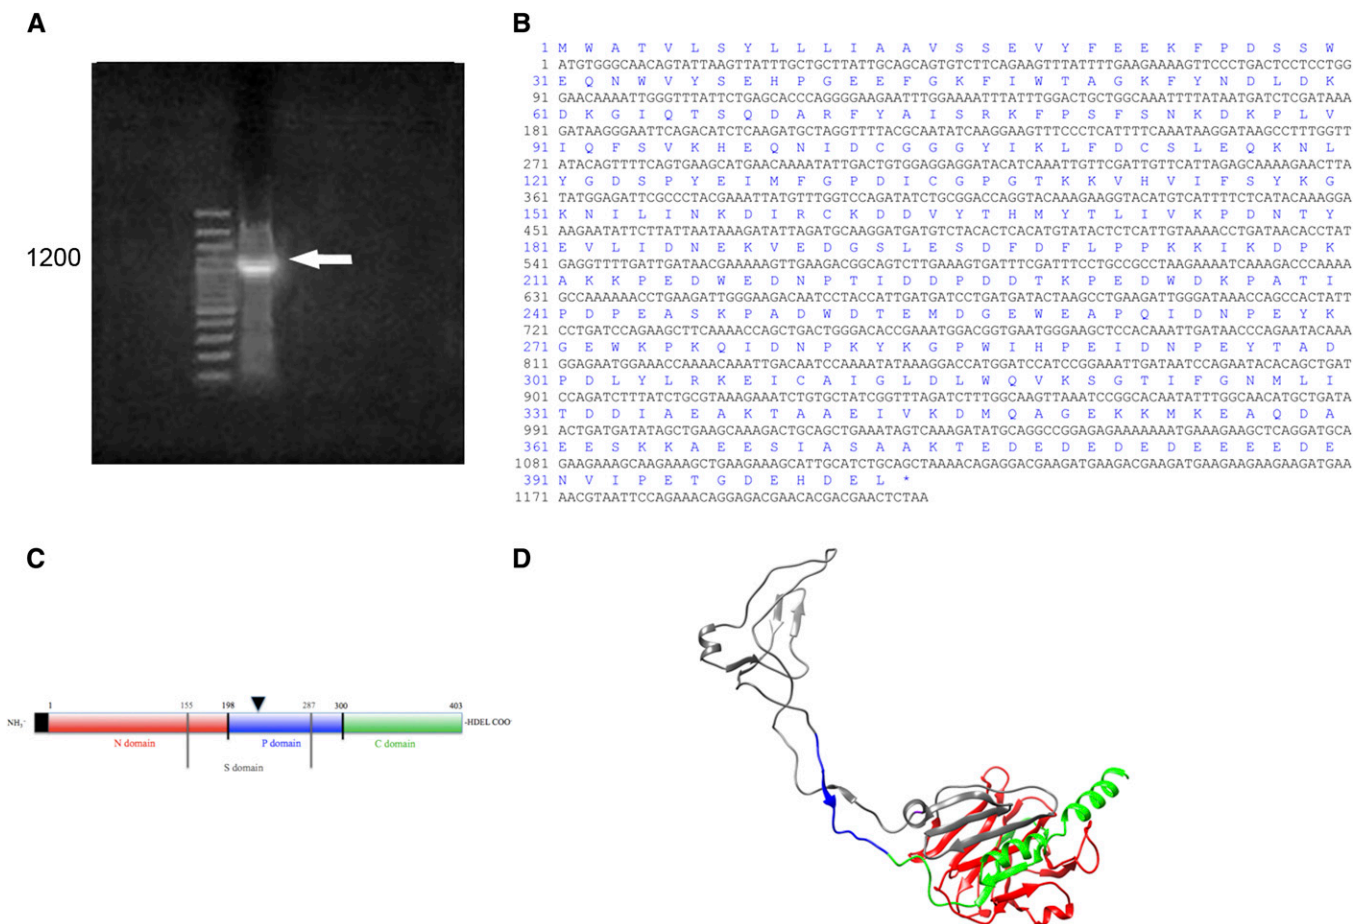 A
1200
B
1 M W A T V L S Y L L L I A A V S S E V Y F E E K F P D S S W
1 ATGTGGGCAACAGTATTAAGTTATTTGCTGCTTATTGCAGCAGTGTCTTCAGAAGTTTATTTTGAAGAAAAGTTCCCTGACTCCTCCTGG
31 E Q N W V Y S E H P G E E F G K F I W T A G K F Y N D L D K
91 GAACAAAATTGGGTTTATTCTGAGCACCCAGGGGAAGAATTTGGAAAATTTATTTGGACTGCTGGCAAATTTTATAATGATCTCGATAAA
61 D K G I Q T S Q D A R F Y A I S R K F P S F S N K D K P L V
181 GATAAGGGAATTCAGACATCTCAAGATGCTAGGTTTTACGCAATATCAAGGAAGTTTCCCTCATTTTCAAATAAGGATAAGCCTTTGGTT
91 I Q F S V K H E Q N I D C G G G Y I K L F D C S L E Q K N L
271 ATACAGTTTTCAGTGAAGCATGAACAAAATATTGACTGTGGAGGAGGATACATCAAATTGTTCGATTGTTCATTAGAGCAAAAGAACTTA
121 Y G D S P Y E I M F G P D I C G P G T K K V H V I F S Y K G
361 TATGGAGATTCGCCCTACGAAATTATGTTTGGTCCAGATATCTGCGGACCAGGTACAAAGAAGGTACATGTCATTTTCTCATACAAAGGA
151 K N I L I N K D I R C K D D V Y T H M Y T L I V K P D N T Y
451 AAGAATATTCTTATTAATAAAGATATTAGATGCAAGGATGATGTCTACACTCACATGTATACTCTCATTGTAAAACCTGATAACACCTAT
181 E V L I D N E K V E D G S L E S D F D F L P P K K I K D P K
541 GAGGTTTTGATTGATAACGAAAAAGTTGAAGACGGCAGTCTTGAAAGTGATTTCGATTTCCTGCCGCCTAAGAAAATCAAAGACCCAAAA
211 A K K P E D W E D N P T I D D P D D T K P E D W D K P A T I
631 GCCAAAAAACCTGAAGATTGGGAAGACAATCCTACCATTGATGATCCTGATGATACTAAGCCTGAAGATTGGGATAAACCAGCCACTATT
241 P D P E A S K P A D W D T E M D G E W E A P Q I D N P E Y K
721 CCTGATCCAGAAGCTTCAAAACCAGCTGACTGGGACACCGAAATGGACGGTGAATGGGAAGCTCCACAAATTGATAACCCAGAATACAAA
271 G E W K P K Q I D N P K Y K G P W I H P E I D N P E Y T A D
811 GGAGAATGGAAACCAAAACAAATTGACAATCCAAAATATAAAGGACCATGGATCCATCCGGAAATTGATAATCCAGAATACACAGCTGAT
301 P D L Y L R K E I C A I G L D L W Q V K S G T I F G N M L I
901 CCAGATCTTTATCTGCGTAAAGAAATCTGTGCTATCGGTTTAGATCTTTGGCAAGTTAAATCCGGCACAATATTTGGCAACATGCTGATA
331 T D D I A E A K T A A E I V K D M Q A G E K K M K E A Q D A
991 ACTGATGATATAGCTGAAGCAAAGACTGCAGCTGAAATAGTCAAAGATATGCAGGCCGGAGAGAAAAAAATGAAAGAAGCTCAGGATGCA
361 E E S K K A E E S I A S A A K T E D E D E D E D E E E E D E
1081 GAAGAAAGCAAGAAAGCTGAAGAAAGCATTGCATCTGCAGCTAAAACAGAGGACGAAGATGAAGACGAAGATGAAGAAGAAGAAGATGAA
391 N V I P E T G D E H D E L *
1171 AACGTAATTCCAGAAACAGGAGACGAACACGACGAACTCTAA
C
1 155 198 287 300 403
NH₃⁻ -HDEL COO⁻
N domain P domain C domain
S domain
D